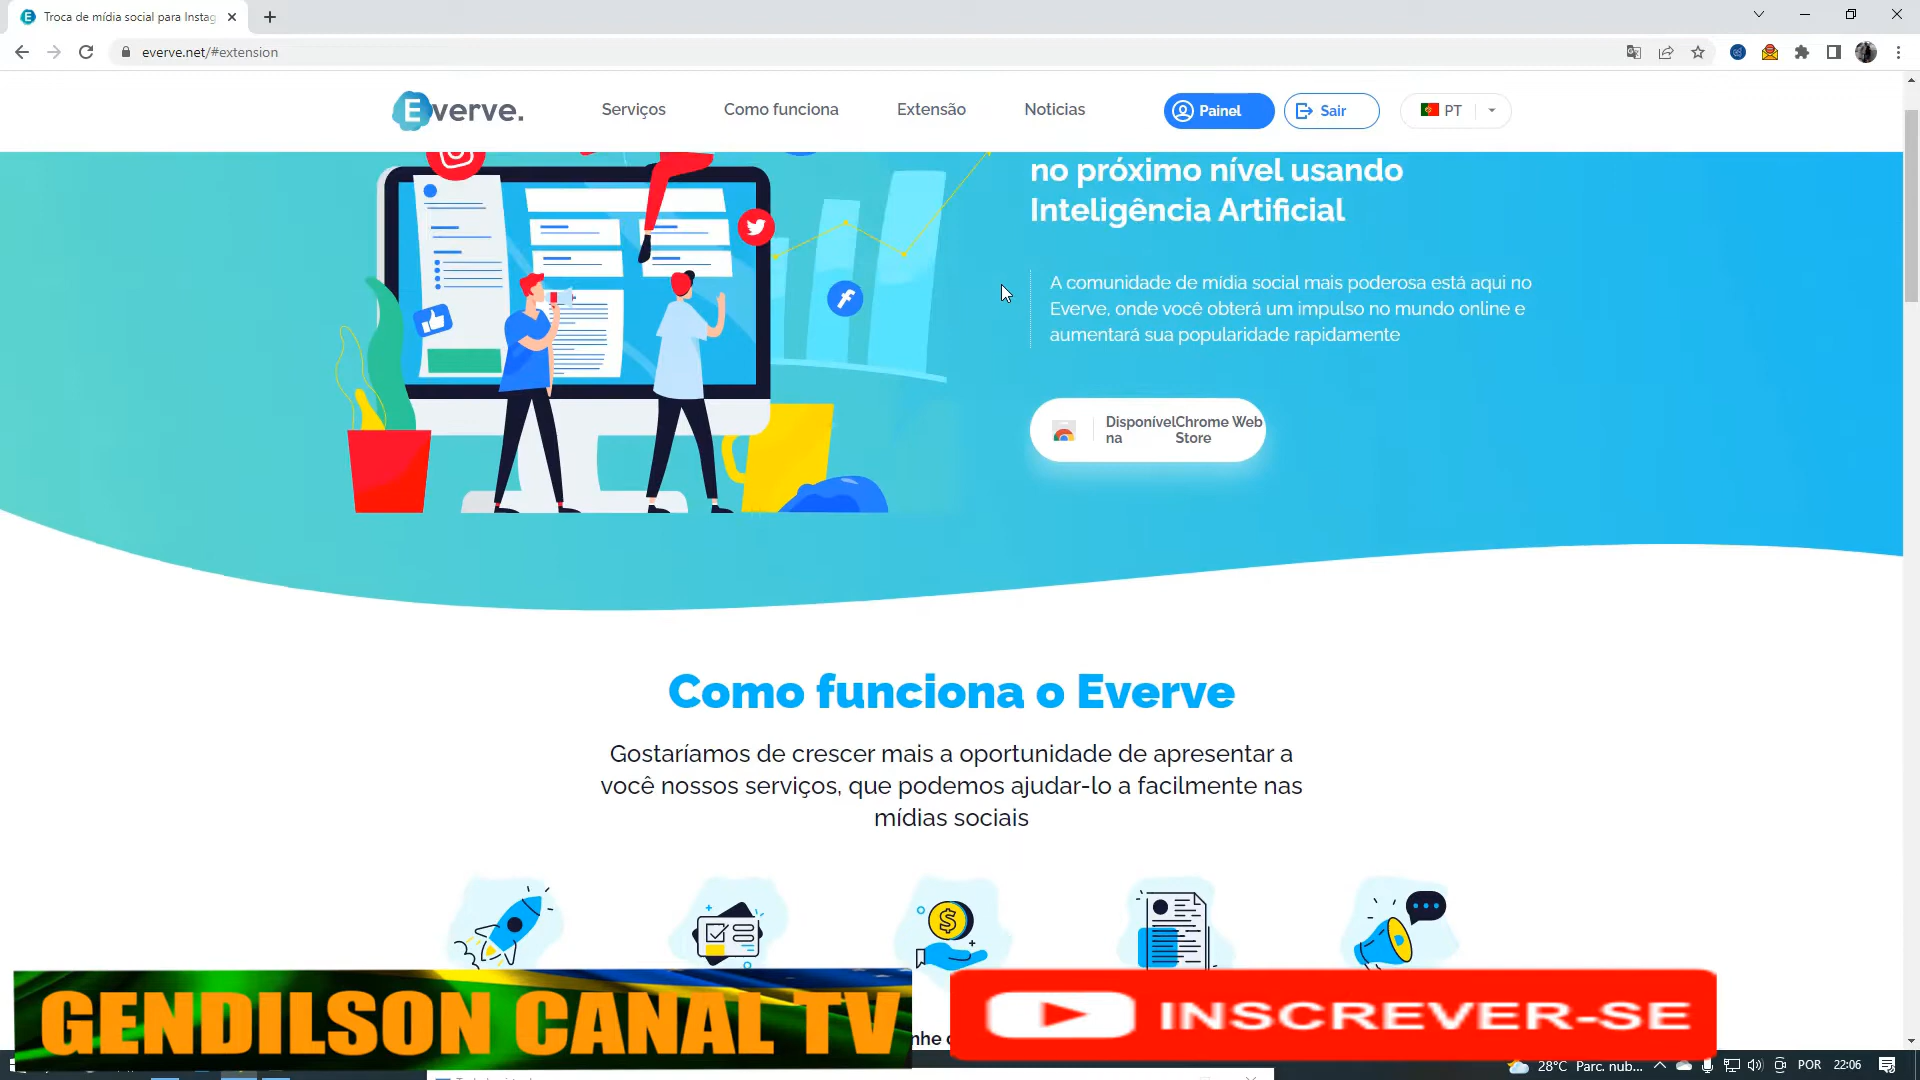 Troca de mídia social para Instag
everve.net/#extension
Everve.
Serviços
Como funciona
Extensão
Noticias
Painel
Sair
PT
no próximo nível usando
Inteligência Artificial
A comunidade de mídia social mais poderosa está aqui no
Everve, onde você obterá um impulso no mundo online e
aumentará sua popularidade rapidamente
Disponível Chrome Web
na Store
Como funciona o Everve
Gostaríamos de crescer mais a oportunidade de apresentar a
você nossos serviços, que podemos ajudar-lo a facilmente nas
mídias sociais
GENDILSON CANAL TV
INSCREVER-SE
28°C Parc. nub...
POR
22:06